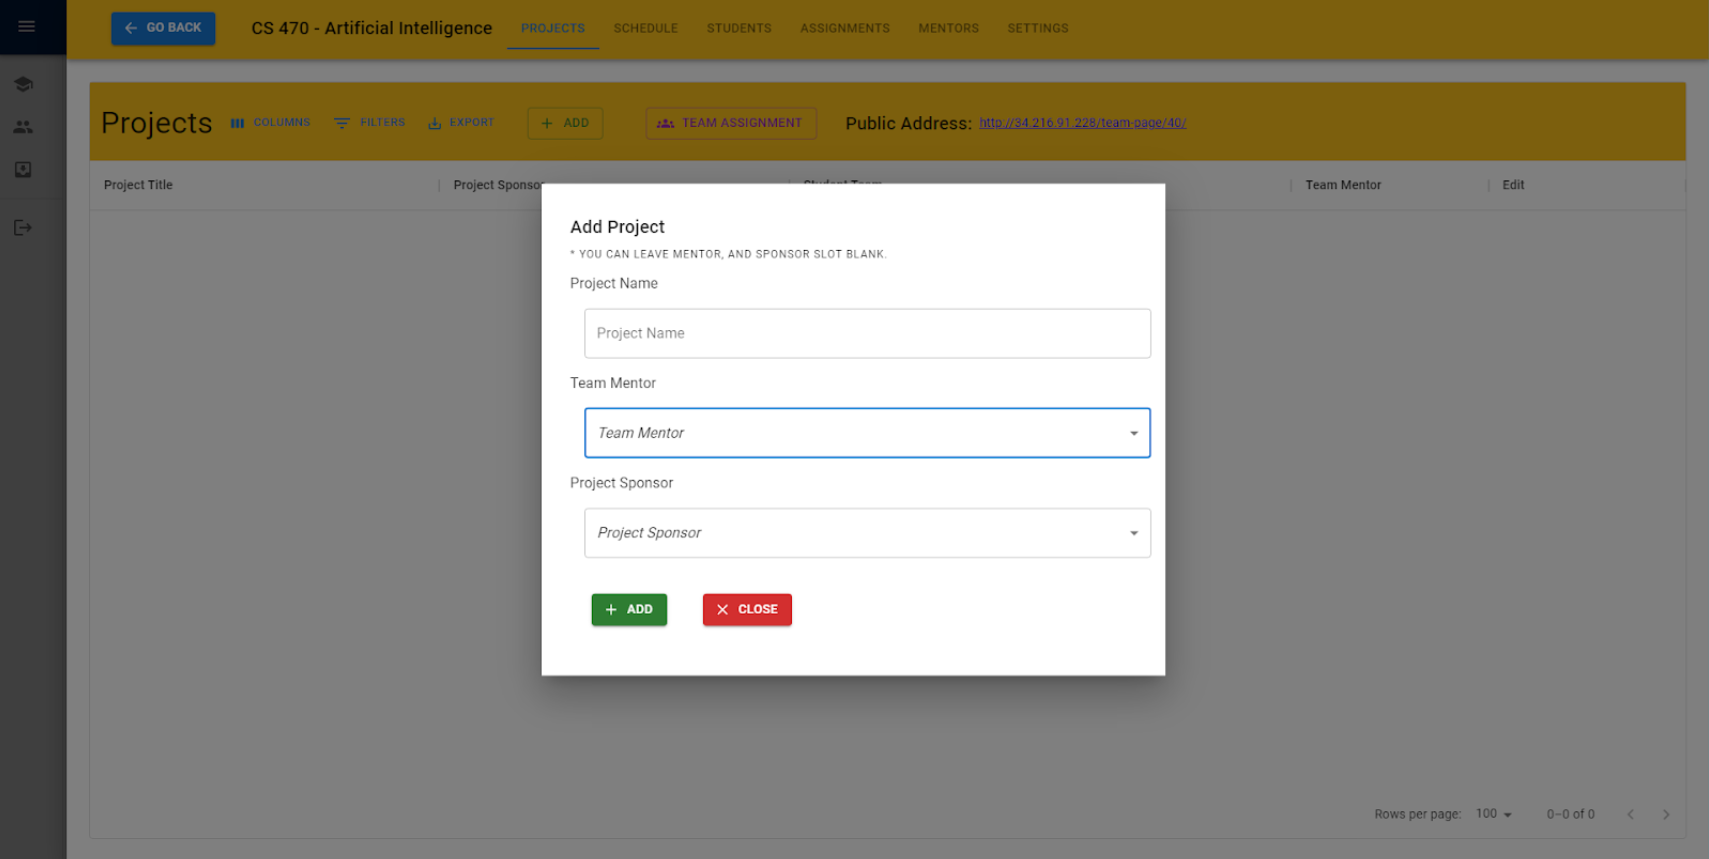 GO BACK
CS 470 - Artificial Intelligence
PROJECTS
SCHEDULE
STUDENTS
ASSIGNMENTS
MENTORS
SETTINGS
Projects
COLUMNS
FILTERS
EXPORT
ADD
TEAM ASSIGNMENT
Public Address: http://34.216.91.228/team-page/40/
Project Title
Project Sponsor
Student Team
Team Mentor
Edit
Add Project
* YOU CAN LEAVE MENTOR, AND SPONSOR SLOT BLANK.
Project Name
Project Name
Team Mentor
Team Mentor
Project Sponsor
Project Sponsor
ADD
CLOSE
Rows per page: 100
0–0 of 0